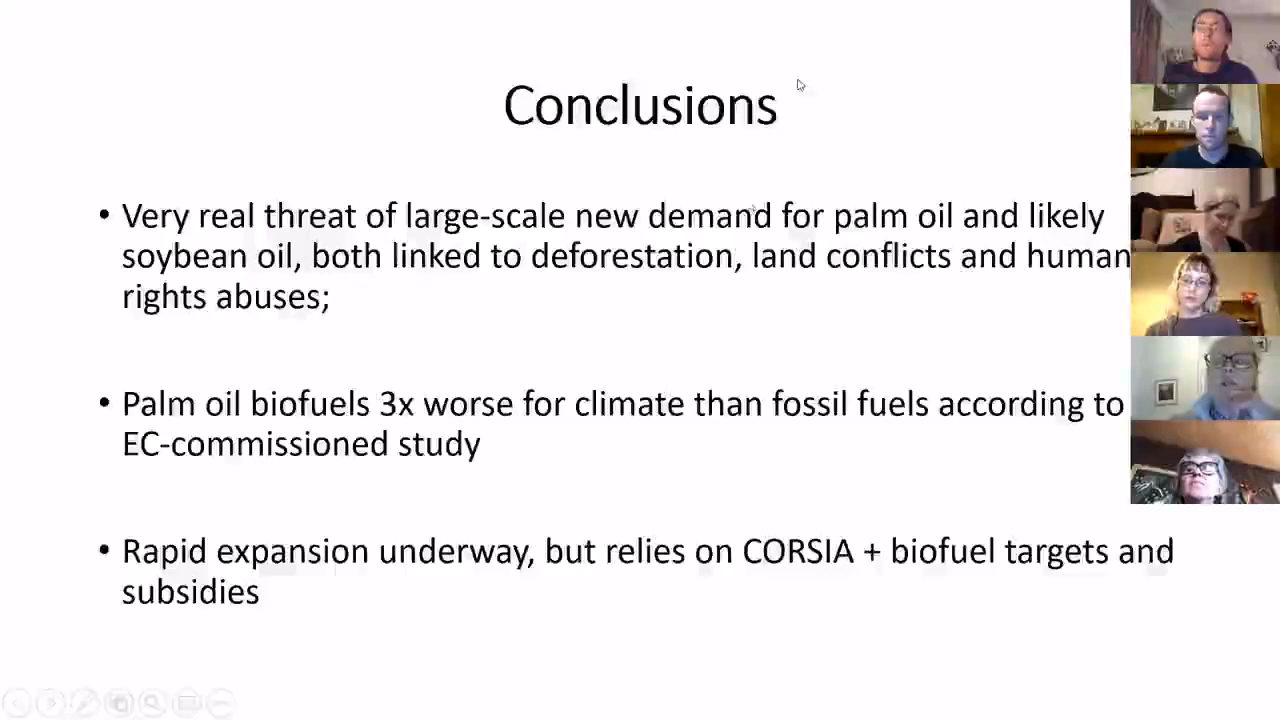 Conclusions
• Very real threat of large-scale new demand for palm oil and likely
soybean oil, both linked to deforestation, land conflicts and human
rights abuses;
• Palm oil biofuels 3x worse for climate than fossil fuels according to
EC-commissioned study
• Rapid expansion underway, but relies on CORSIA + biofuel targets and
subsidies